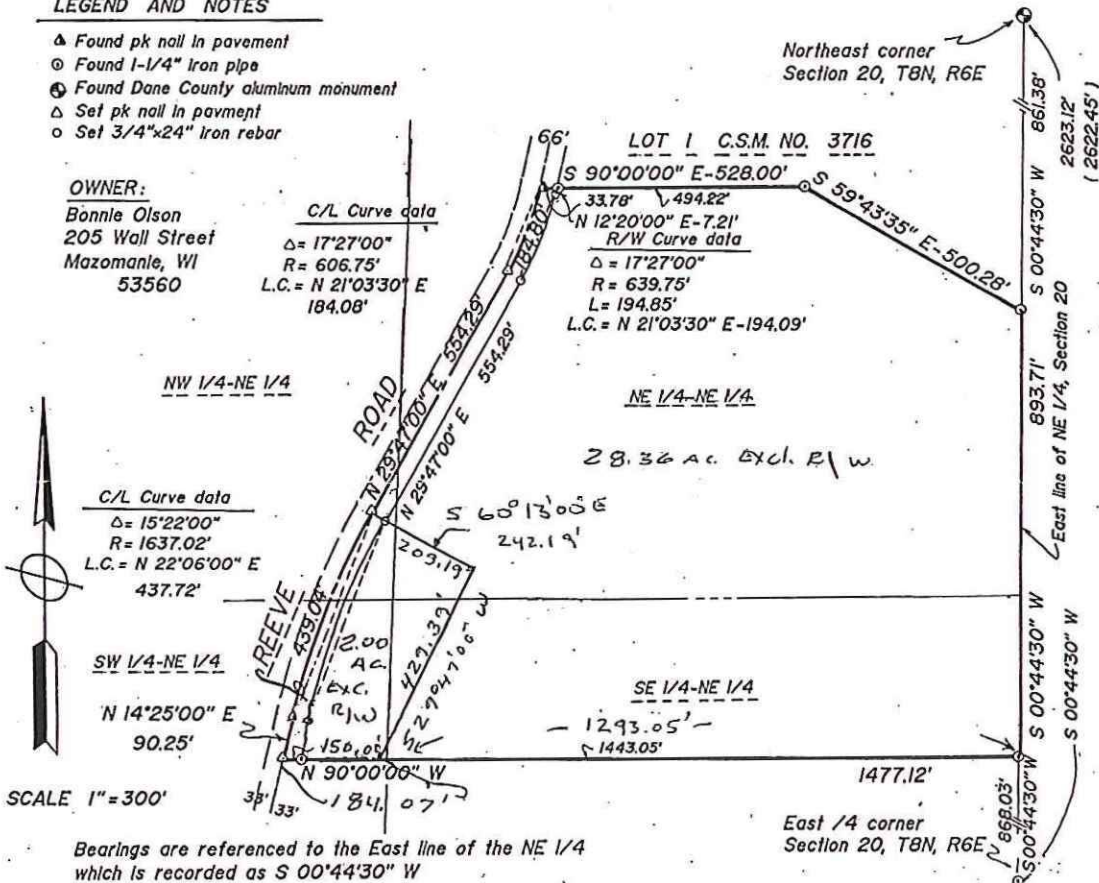 LEGEND AND NOTES
Found pk nail in pavement
Found 1-1/4" iron pipe
Found Dane County aluminum monument
Set pk nail in pavment
Set 3/4"x24" iron rebar
OWNER:
Bonnie Olson
205 Wall Street
Mazomanie, WI
53560
C/L Curve data
Δ= 17°27'00"
R= 606.75'
L.C.= N 21°03'30" E
184.08'
66'
LOT 1 C.S.M. NO. 3716
S 90°00'00" E-528.00'
33.78' 494.22'
N 12°20'00" E-7.21'
R/W Curve data
Δ = 17°27'00"
R = 639.75'
L= 194.85'
L.C.= N 21°03'30" E-194.09'
184.80'
S 59°43'35" E-500.28'
Northeast corner
Section 20, T8N, R6E
861.38'
2623.12'
(2622.45')
S 00°44'30" W
893.71'
East line of NE 1/4, Section 20
NW 1/4-NE 1/4
NE 1/4-NE 1/4
28.36 Ac. Excl. R/W
REEVE ROAD
N 29°47'00" E 554.29'
N 29°47'00" E 554.29'
S 60°13'00" E
242.19'
209.19'
C/L Curve data
Δ= 15°22'00"
R= 1637.02'
L.C.= N 22°06'00" E
437.72'
439.04'
2.00
Ac.
Exc.
R/W
429.39'
S 29°47'00" W
SW 1/4-NE 1/4
SE 1/4-NE 1/4
N 14°25'00" E
90.25'
- 1293.05' -
1443.05'
150.00'
N 90°00'00" W
1477.12'
184.07'
33' 33'
S 00°44'30" W
S 00°44'30" W
S 00°44'30" W
868.03'
SCALE 1"=300'
East /4 corner
Section 20, T8N, R6E
Bearings are referenced to the East line of the NE 1/4
which is recorded as S 00°44'30" W